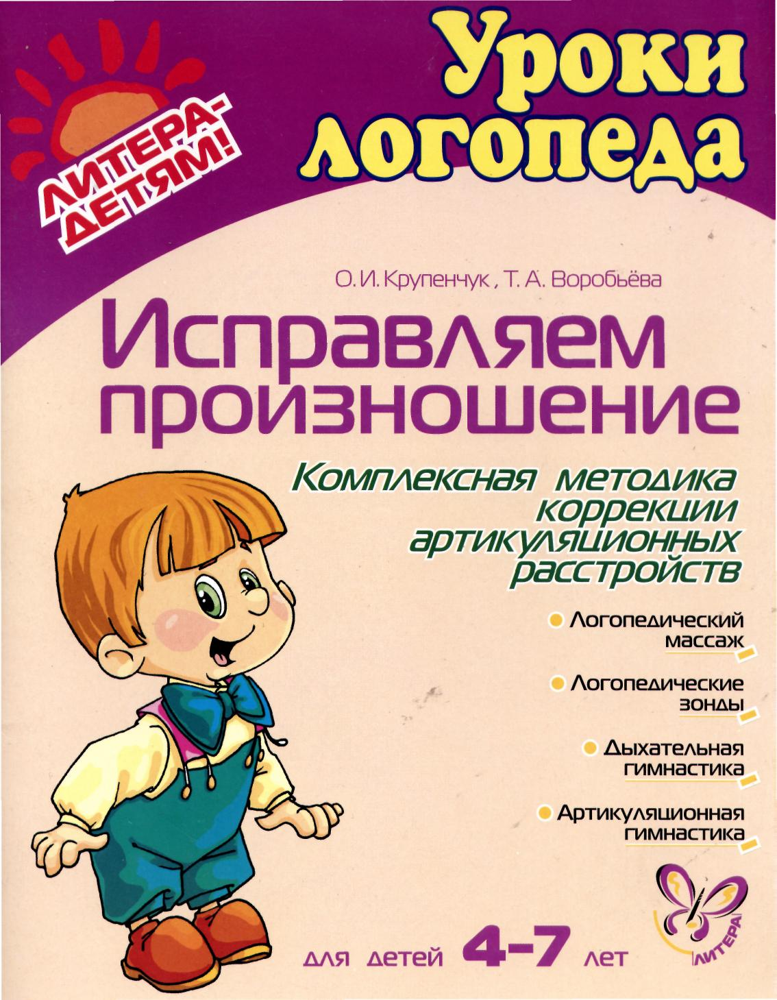 Уроки
логопеда
ЛИТЕРА-
ДЕТЯМ!
О. И. Крупенчук, Т. А. Воробьёва
Исправляем
произношение
Комплексная методика
коррекции
артикуляционных
расстройств
Логопедический
массаж
Логопедические
зонды
Дыхательная
гимнастика
Артикуляционная
гимнастика
ЛИТЕРА
для детей 4-7 лет